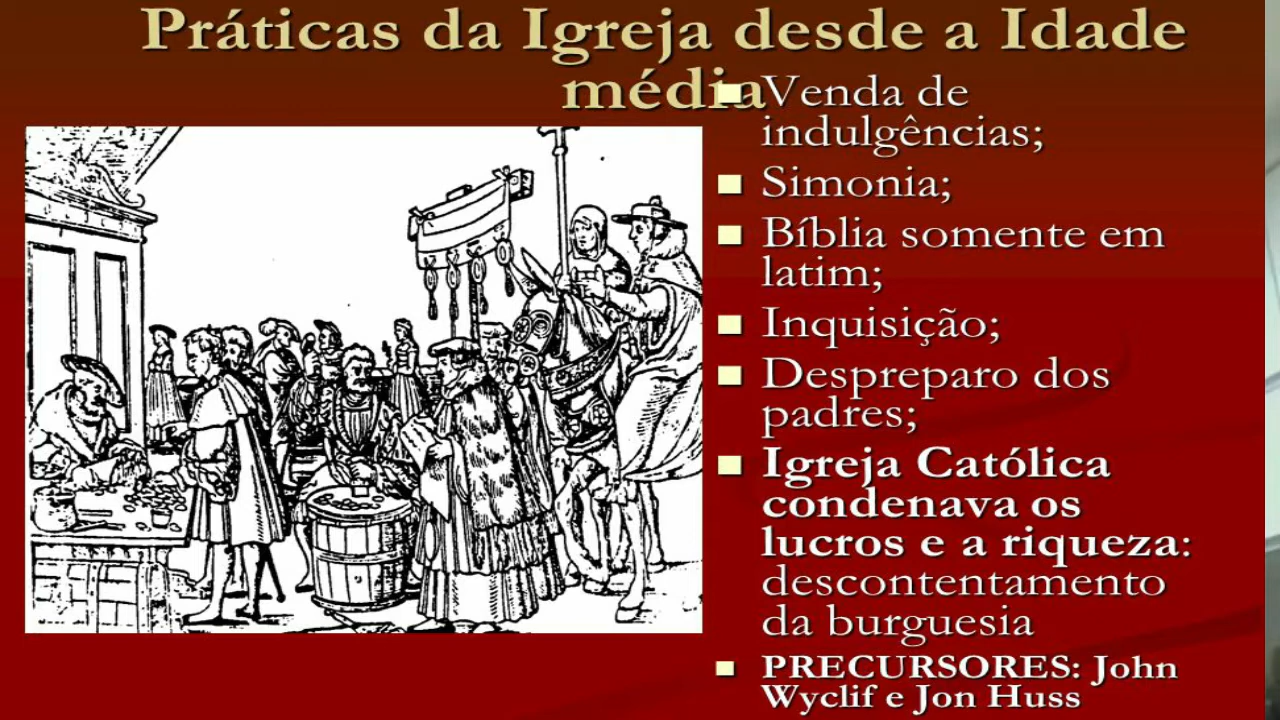 Práticas da Igreja desde a Idade
média
Venda de
indulgências;
Simonia;
Bíblia somente em
latim;
Inquisição;
Despreparo dos
padres;
Igreja Católica
condenava os
lucros e a riqueza:
descontentamento
da burguesia
PRECURSORES: John
Wyclif e Jon Huss